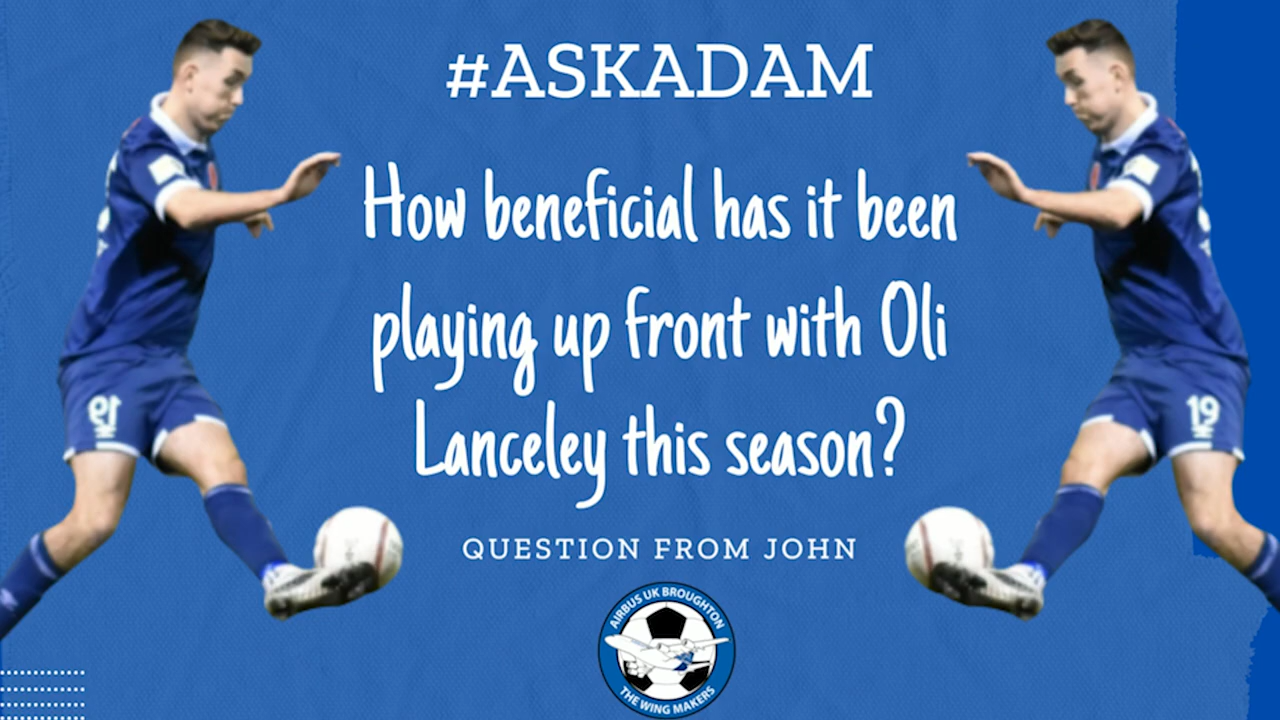 #ASKADAM
How beneficial has it been
playing up front with Oli
Lanceley this season?
QUESTION FROM JOHN
AIRBUS UK BROUGHTON
THE WING MAKERS
19
19